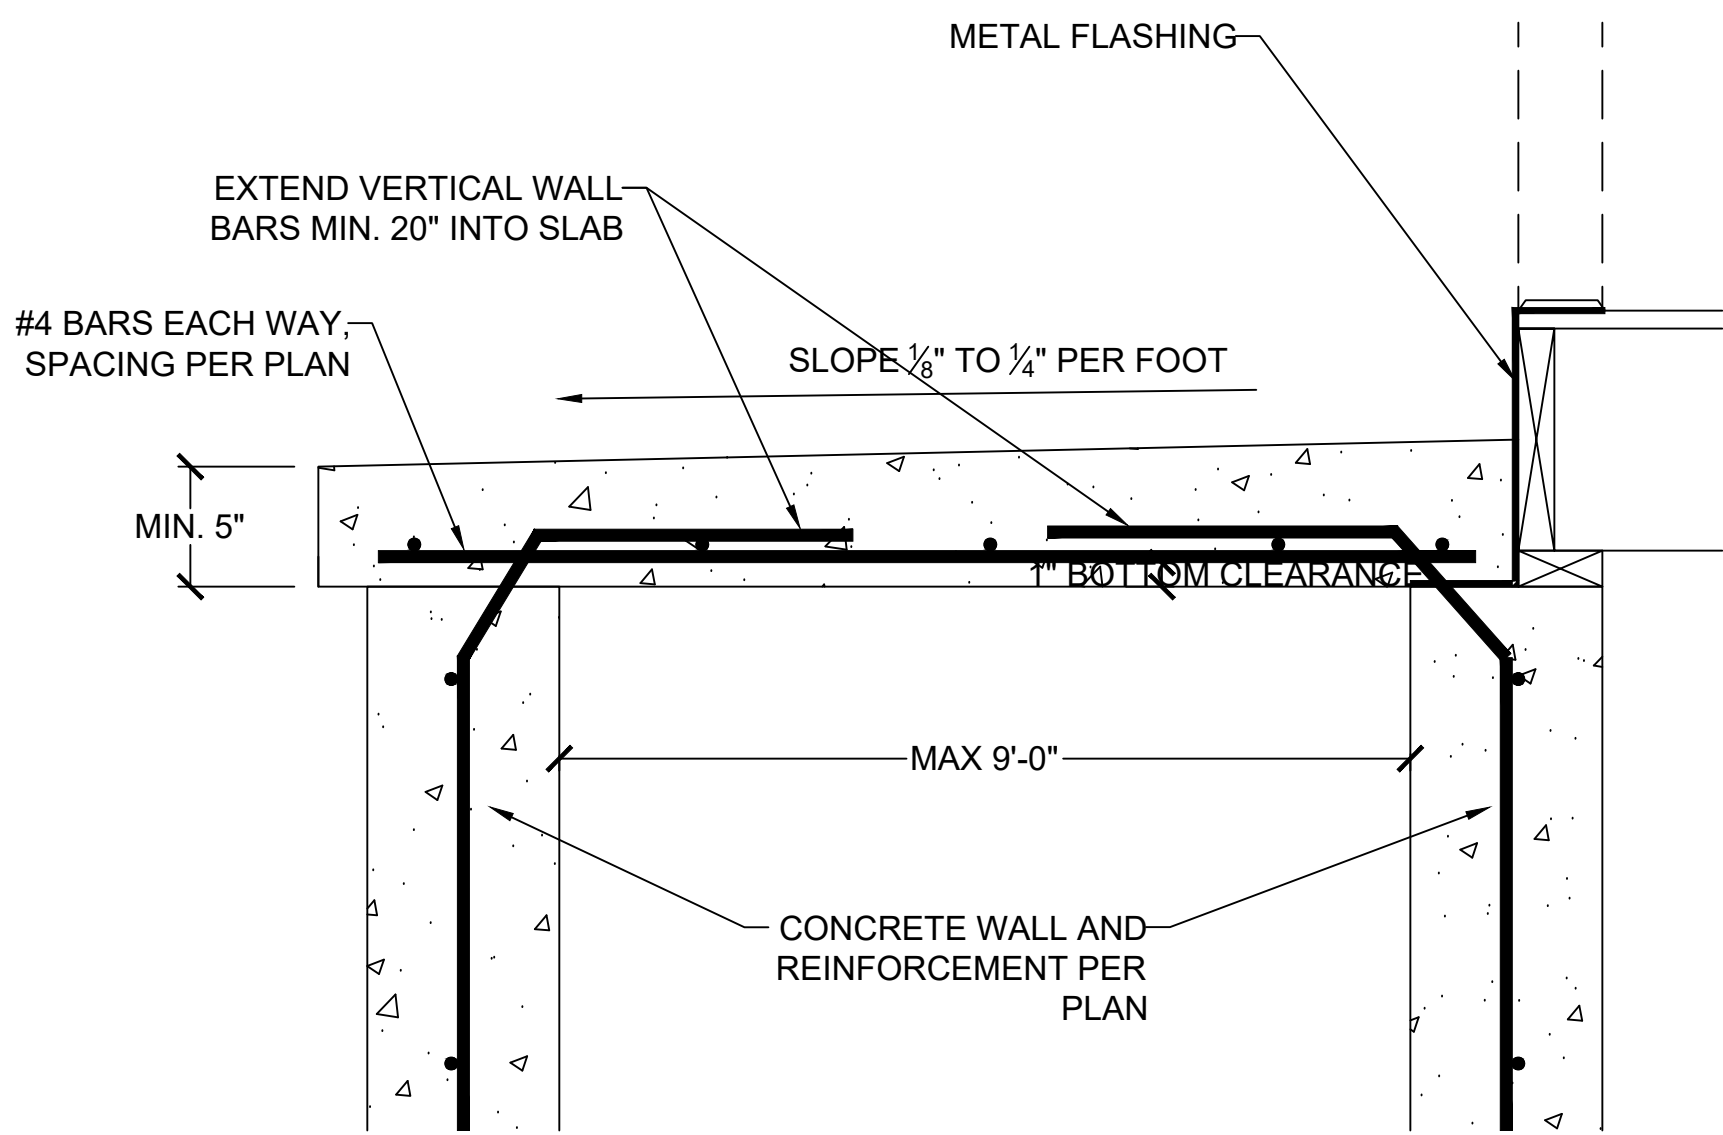 METAL FLASHING
EXTEND VERTICAL WALL
BARS MIN. 20" INTO SLAB
#4 BARS EACH WAY,
SPACING PER PLAN
SLOPE ⅛" TO ¼" PER FOOT
MIN. 5"
1" BOTTOM CLEARANCE
MAX 9'-0"
CONCRETE WALL AND
REINFORCEMENT PER
PLAN